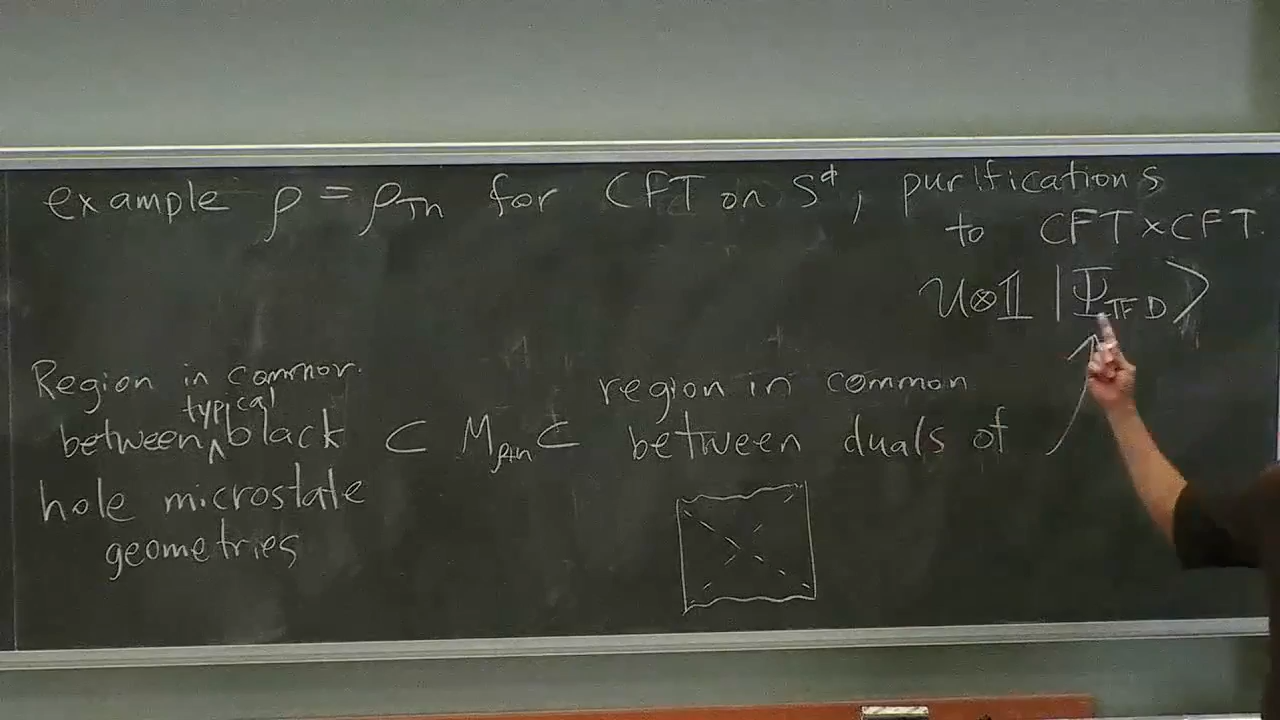 example ρ = ρ_Th for CFT on S^d, purifications
to CFT×CFT.
U⊗𝟙 |Ψ_TFD⟩
Region in common
typical
between ^ black
hole microstate
geometries
⊂ M_ρth ⊂
region in common
between duals of